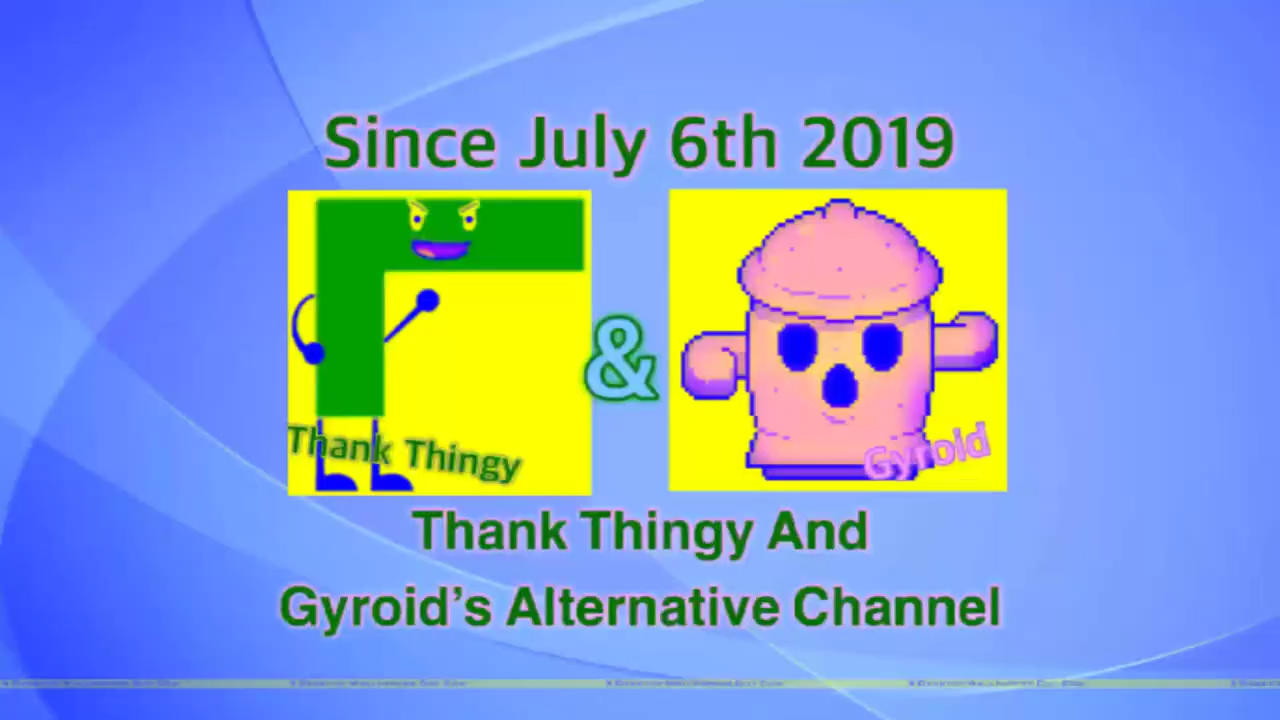 Since July 6th 2019
Thank Thingy
&
Gyroid
Thank Thingy And
Gyroid’s Alternative Channel